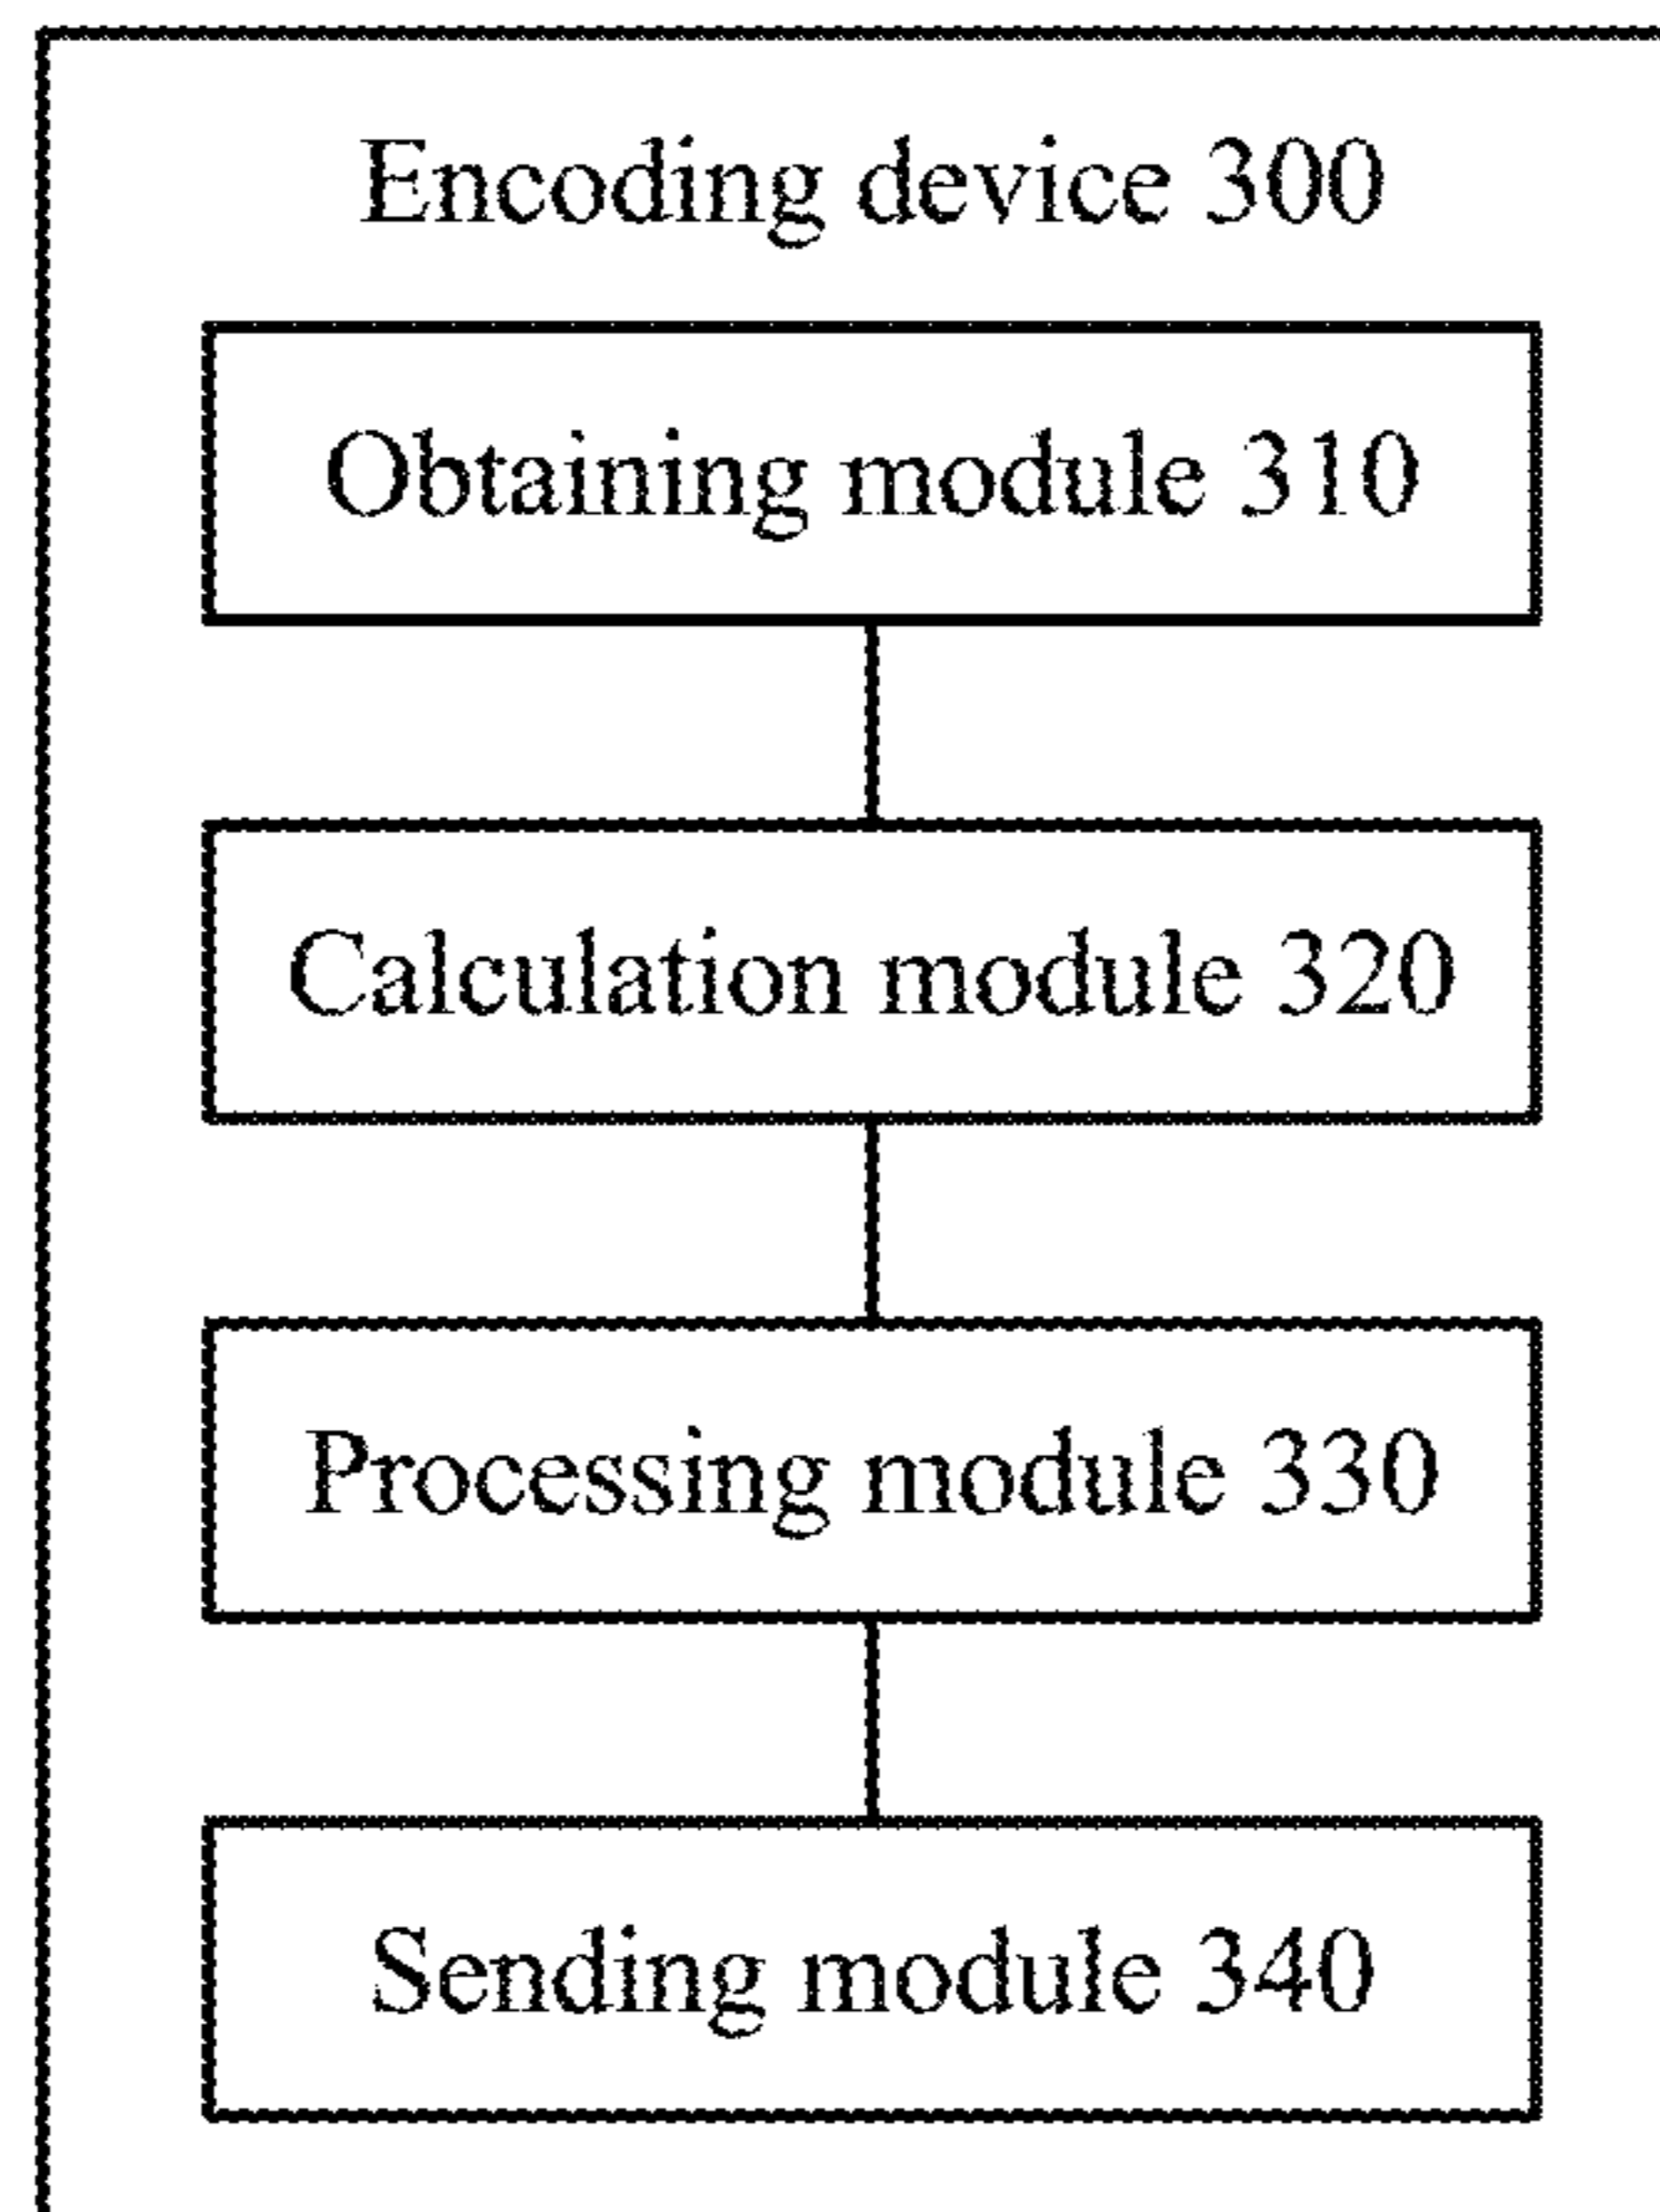 Encoding device 300
Obtaining module 310
Calculation module 320
Processing module 330
Sending module 340